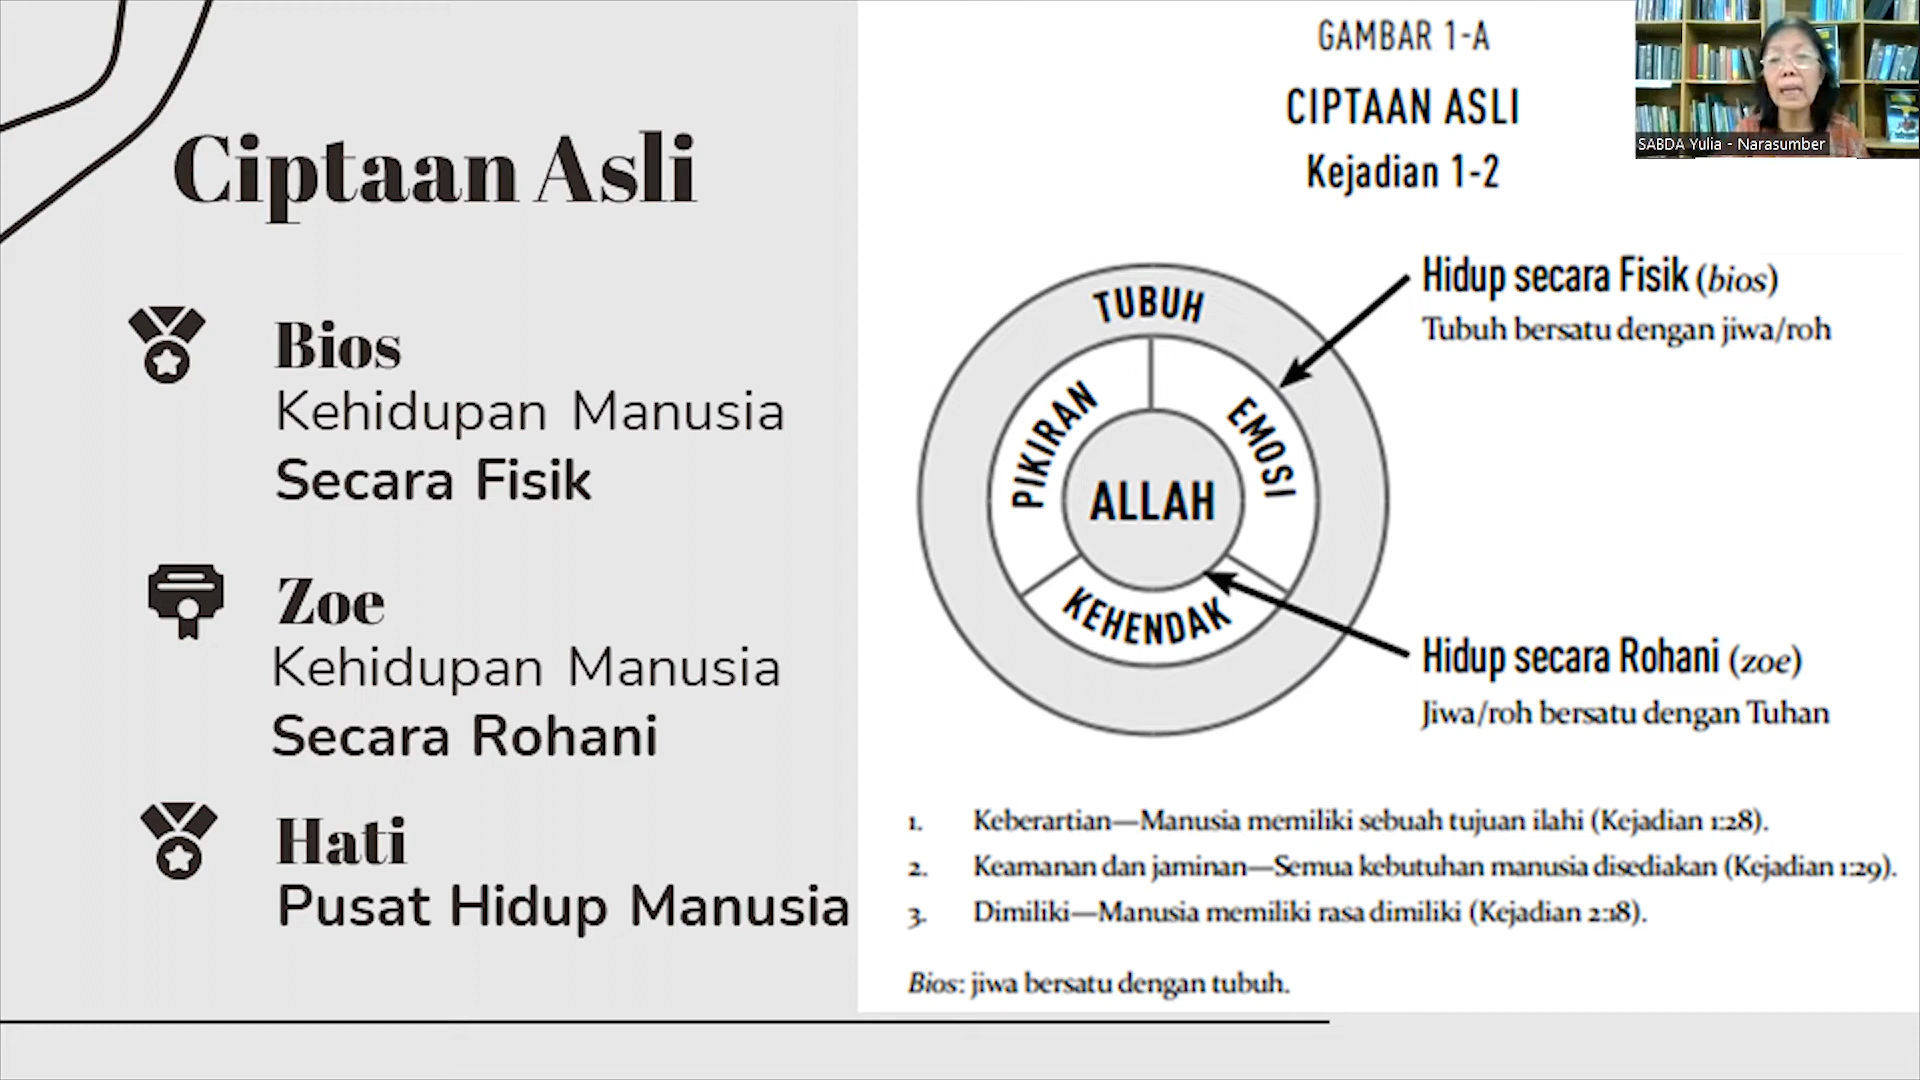 Ciptaan Asli
Bios
Kehidupan Manusia
Secara Fisik
Zoe
Kehidupan Manusia
Secara Rohani
Hati
Pusat Hidup Manusia
GAMBAR 1-A
CIPTAAN ASLI
Kejadian 1-2
TUBUH
PIKIRAN
EMOSI
ALLAH
KEHENDAK
Hidup secara Fisik (bios)
Tubuh bersatu dengan jiwa/roh
Hidup secara Rohani (zoe)
Jiwa/roh bersatu dengan Tuhan
1. Keberartian—Manusia memiliki sebuah tujuan ilahi (Kejadian 1:28).
2. Keamanan dan jaminan—Semua kebutuhan manusia disediakan (Kejadian 1:29).
3. Dimiliki—Manusia memiliki rasa dimiliki (Kejadian 2:18).
Bios: jiwa bersatu dengan tubuh.
SABDA Yulia - Narasumber